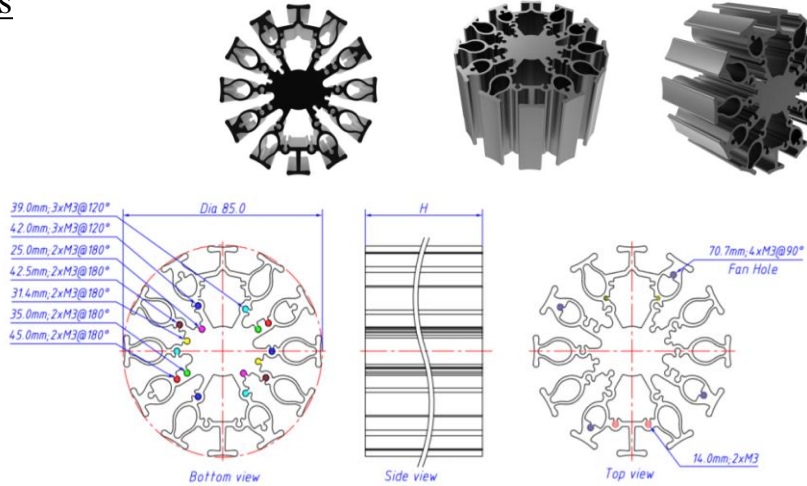 s
39.0mm;3xM3@120°
42.0mm;3xM3@120°
25.0mm;2xM3@180°
42.5mm;2xM3@180°
31.4mm;2xM3@180°
35.0mm;2xM3@180°
45.0mm;2xM3@180°
Dia 85.0
H
70.7mm;4xM3@90°
Fan Hole
14.0mm;2xM3
Bottom view
Side view
Top view